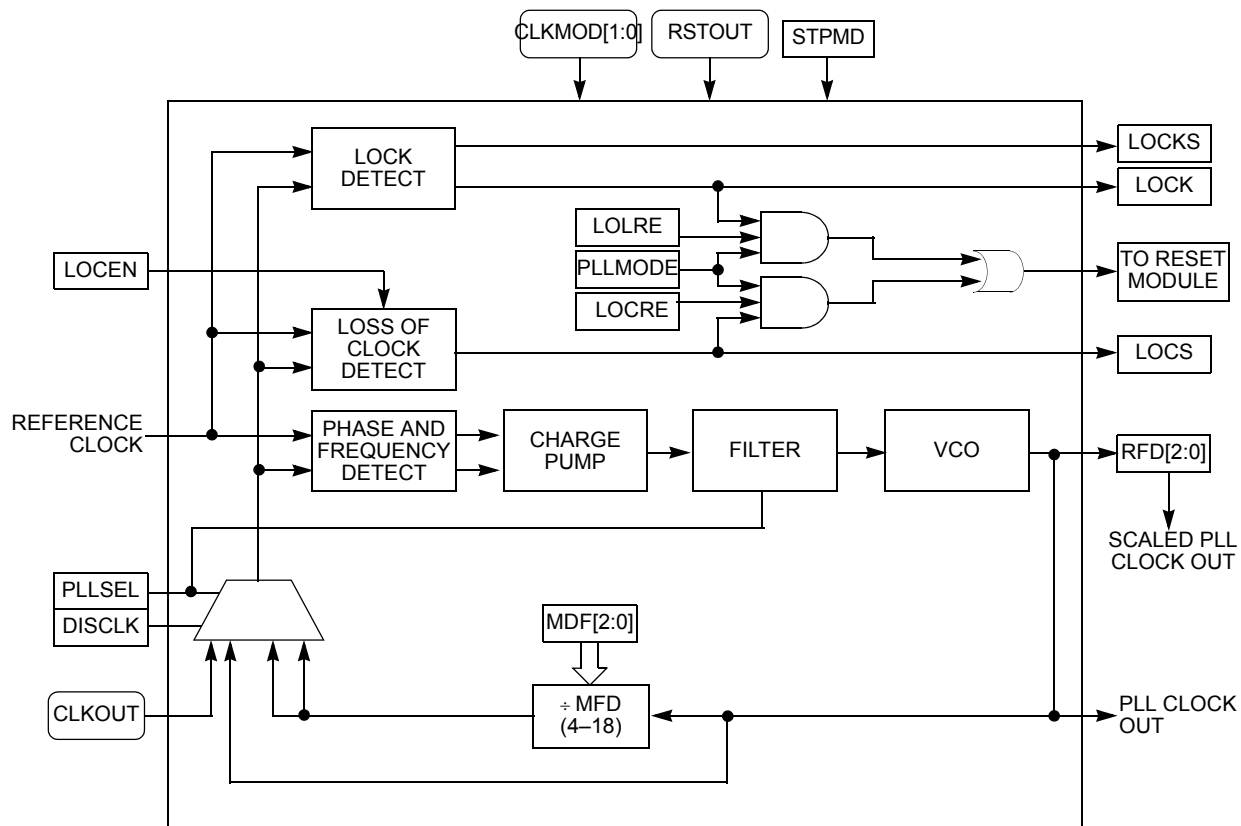 CLKMOD[1:0]
RSTOUT
STPMD
LOCK
DETECT
LOCKS
LOCK
LOLRE
PLLMODE
LOCRE
TO RESET
MODULE
LOCEN
LOSS OF
CLOCK
DETECT
LOCS
REFERENCE
CLOCK
PHASE AND
FREQUENCY
DETECT
CHARGE
PUMP
FILTER
VCO
RFD[2:0]
SCALED PLL
CLOCK OUT
PLLSEL
DISCLK
MDF[2:0]
CLKOUT
÷ MFD
(4–18)
PLL CLOCK
OUT